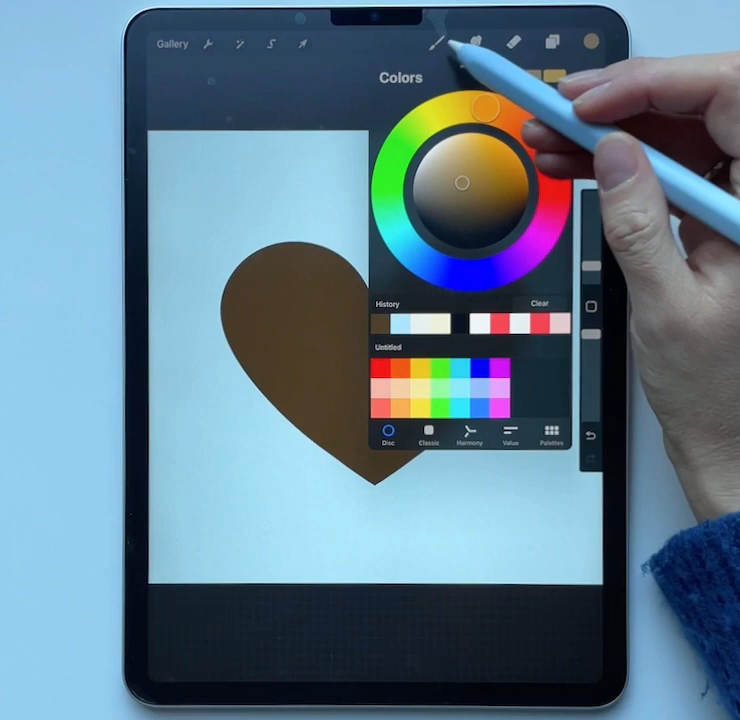 Gallery
Colors
History Clear
Untitled
Disc Classic Harmony Value Palettes